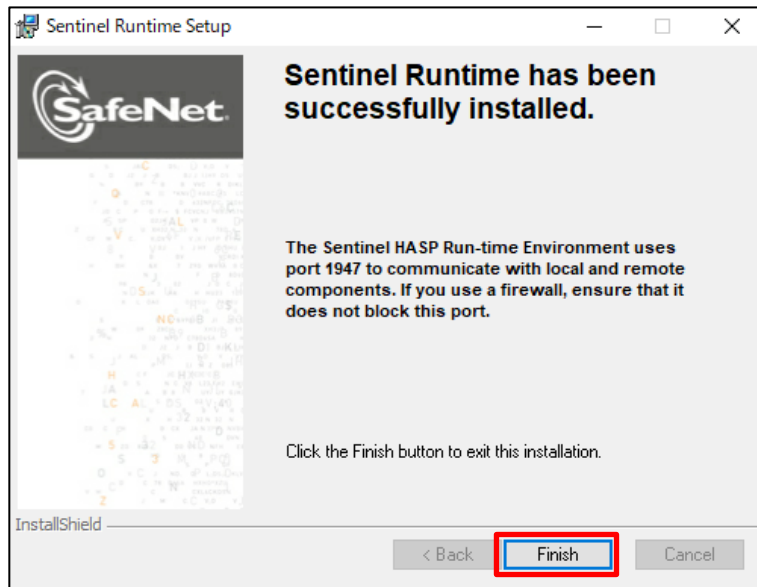 Sentinel Runtime Setup
SafeNet.
Sentinel Runtime has been
successfully installed.
The Sentinel HASP Run-time Environment uses
port 1947 to communicate with local and remote
components. If you use a firewall, ensure that it
does not block this port.
Click the Finish button to exit this installation.
InstallShield
< Back
Finish
Cancel